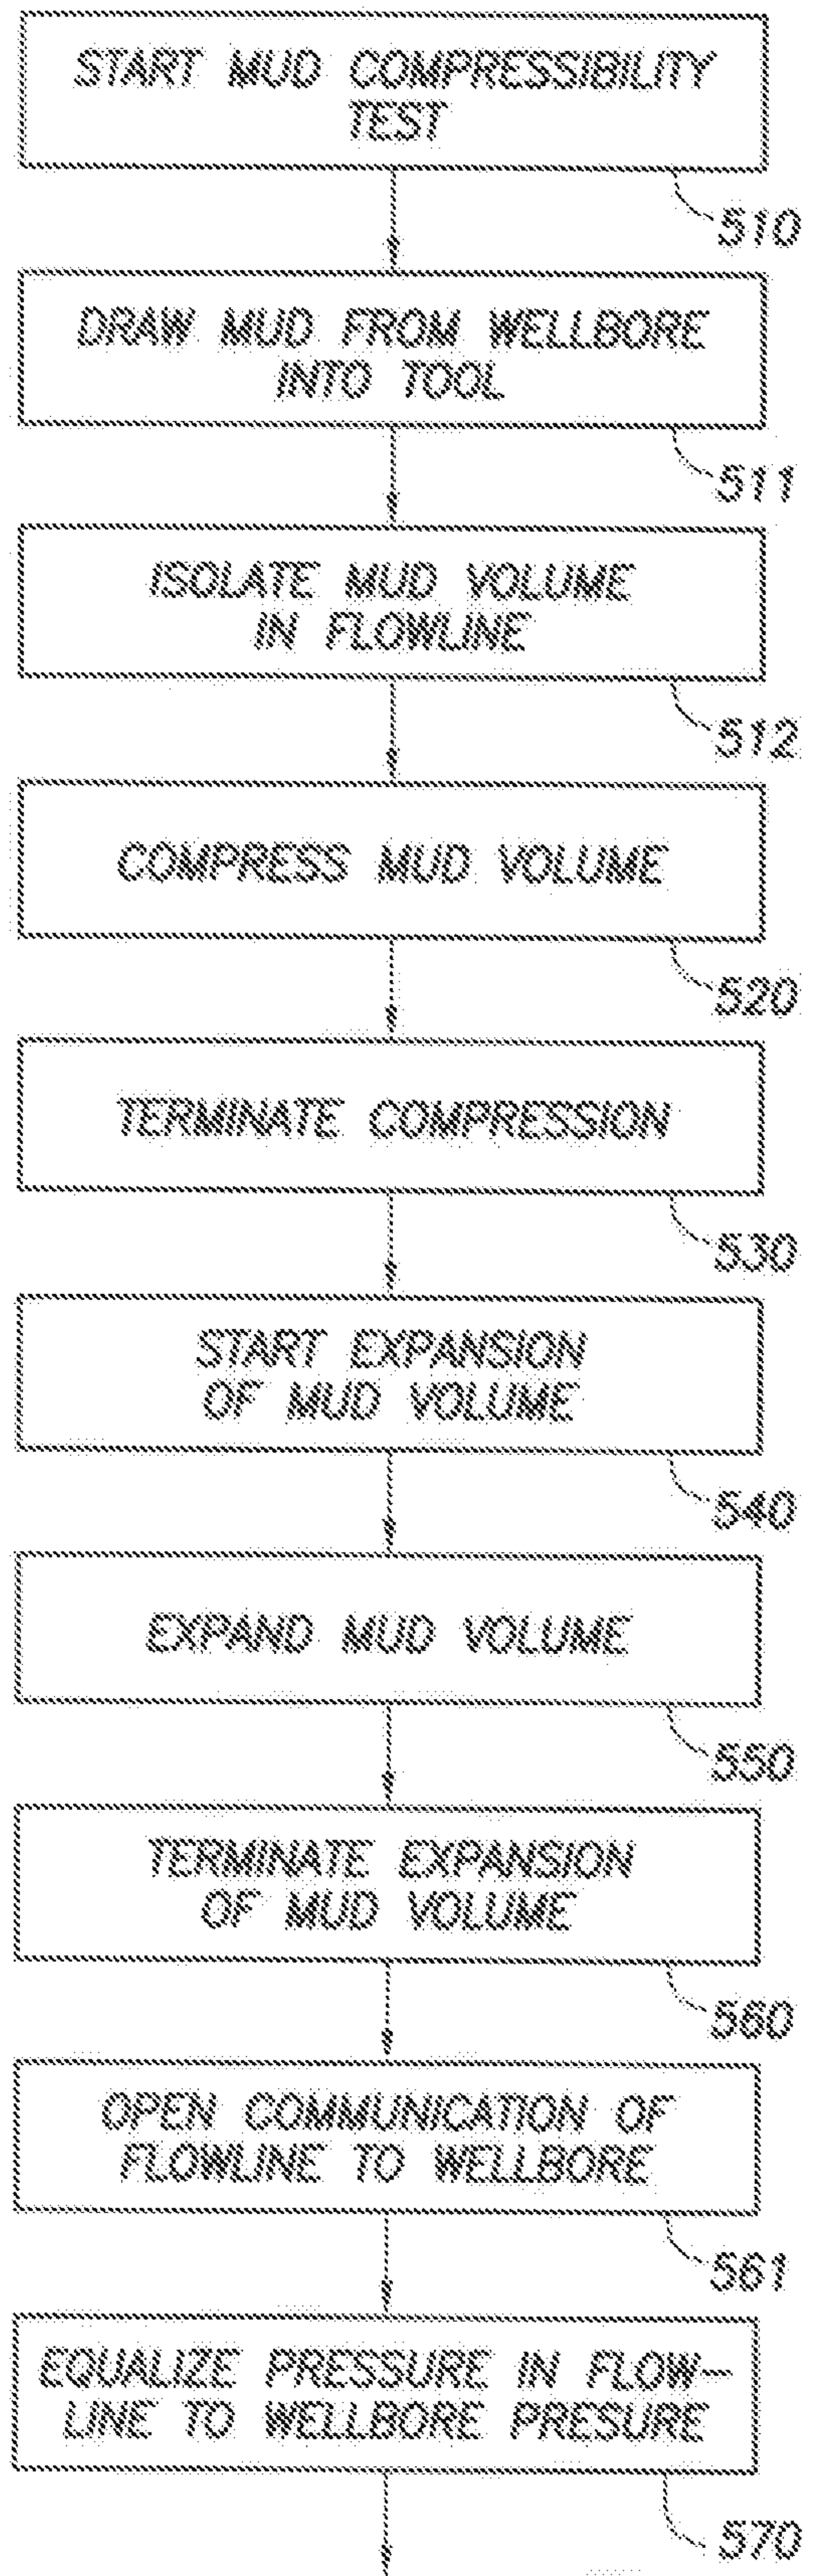 START MUD COMPRESSIBILITY
TEST
510
DRAW MUD FROM WELLBORE
INTO TOOL
511
ISOLATE MUD VOLUME
IN FLOWLINE
512
COMPRESS MUD VOLUME
520
TERMINATE COMPRESSION
530
START EXPANSION
OF MUD VOLUME
540
EXPAND MUD VOLUME
550
TERMINATE EXPANSION
OF MUD VOLUME
560
OPEN COMMUNICATION OF
FLOWLINE TO WELLBORE
561
EQUALIZE PRESSURE IN FLOW-
LINE TO WELLBORE PRESURE
570